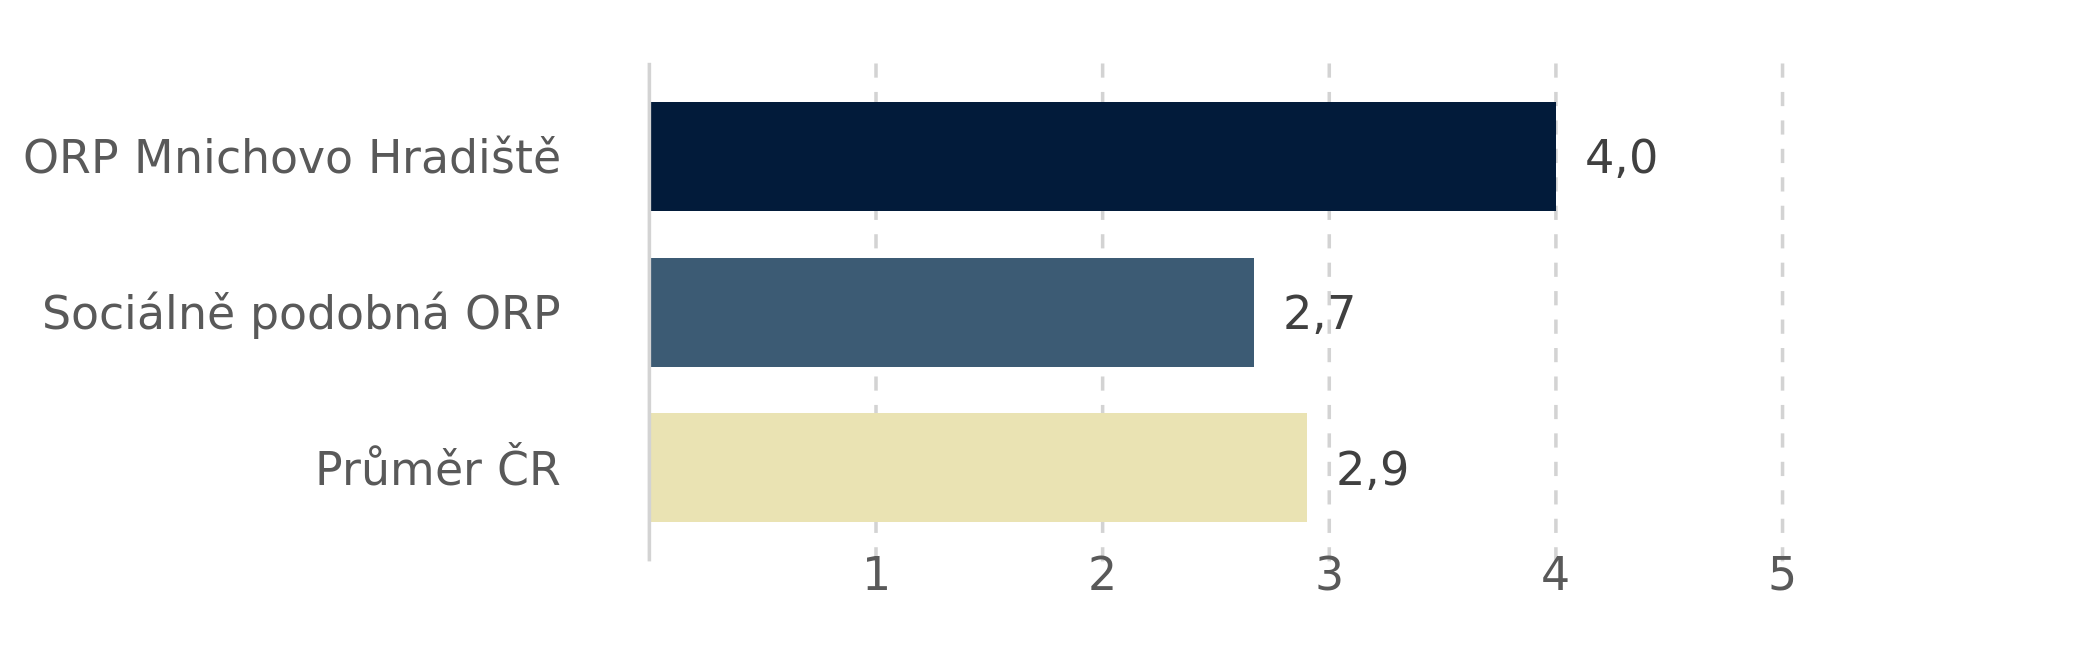 ORP Mnichovo Hradiště
4,0
Sociálně podobná ORP
2,7
Průměr ČR
2,9
1 2 3 4 5